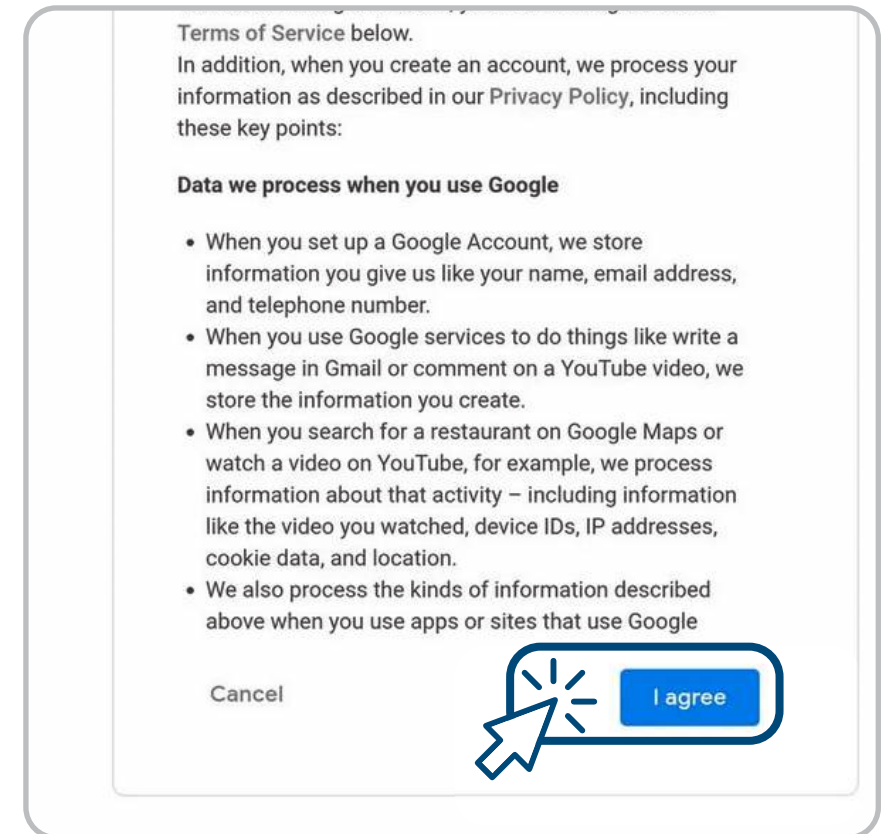 Terms of Service below.
In addition, when you create an account, we process your
information as described in our Privacy Policy, including
these key points:
Data we process when you use Google
• When you set up a Google Account, we store
information you give us like your name, email address,
and telephone number.
• When you use Google services to do things like write a
message in Gmail or comment on a YouTube video, we
store the information you create.
• When you search for a restaurant on Google Maps or
watch a video on YouTube, for example, we process
information about that activity – including information
like the video you watched, device IDs, IP addresses,
cookie data, and location.
• We also process the kinds of information described
above when you use apps or sites that use Google
Cancel
I agree